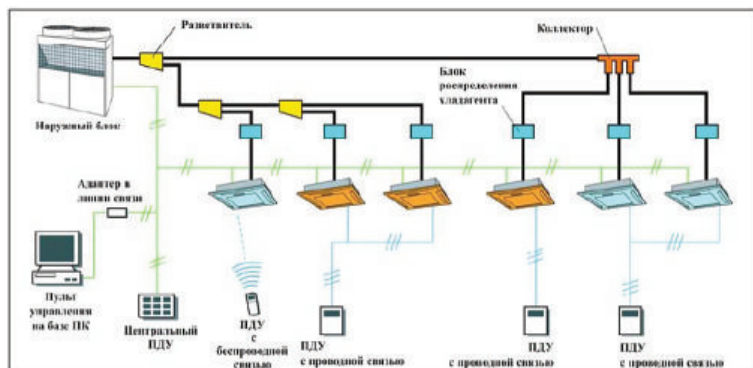 Разветвитель
Коллектор
Блок
распределения
хладагента
Наружный блок
Адаптер в
линии связи
Пульт
управления
на базе ПК
Центральный
ПДУ
ПДУ
с
беспроводной
связью
ПДУ
с проводной связью
ПДУ
с проводной связью
ПДУ
с проводной связью